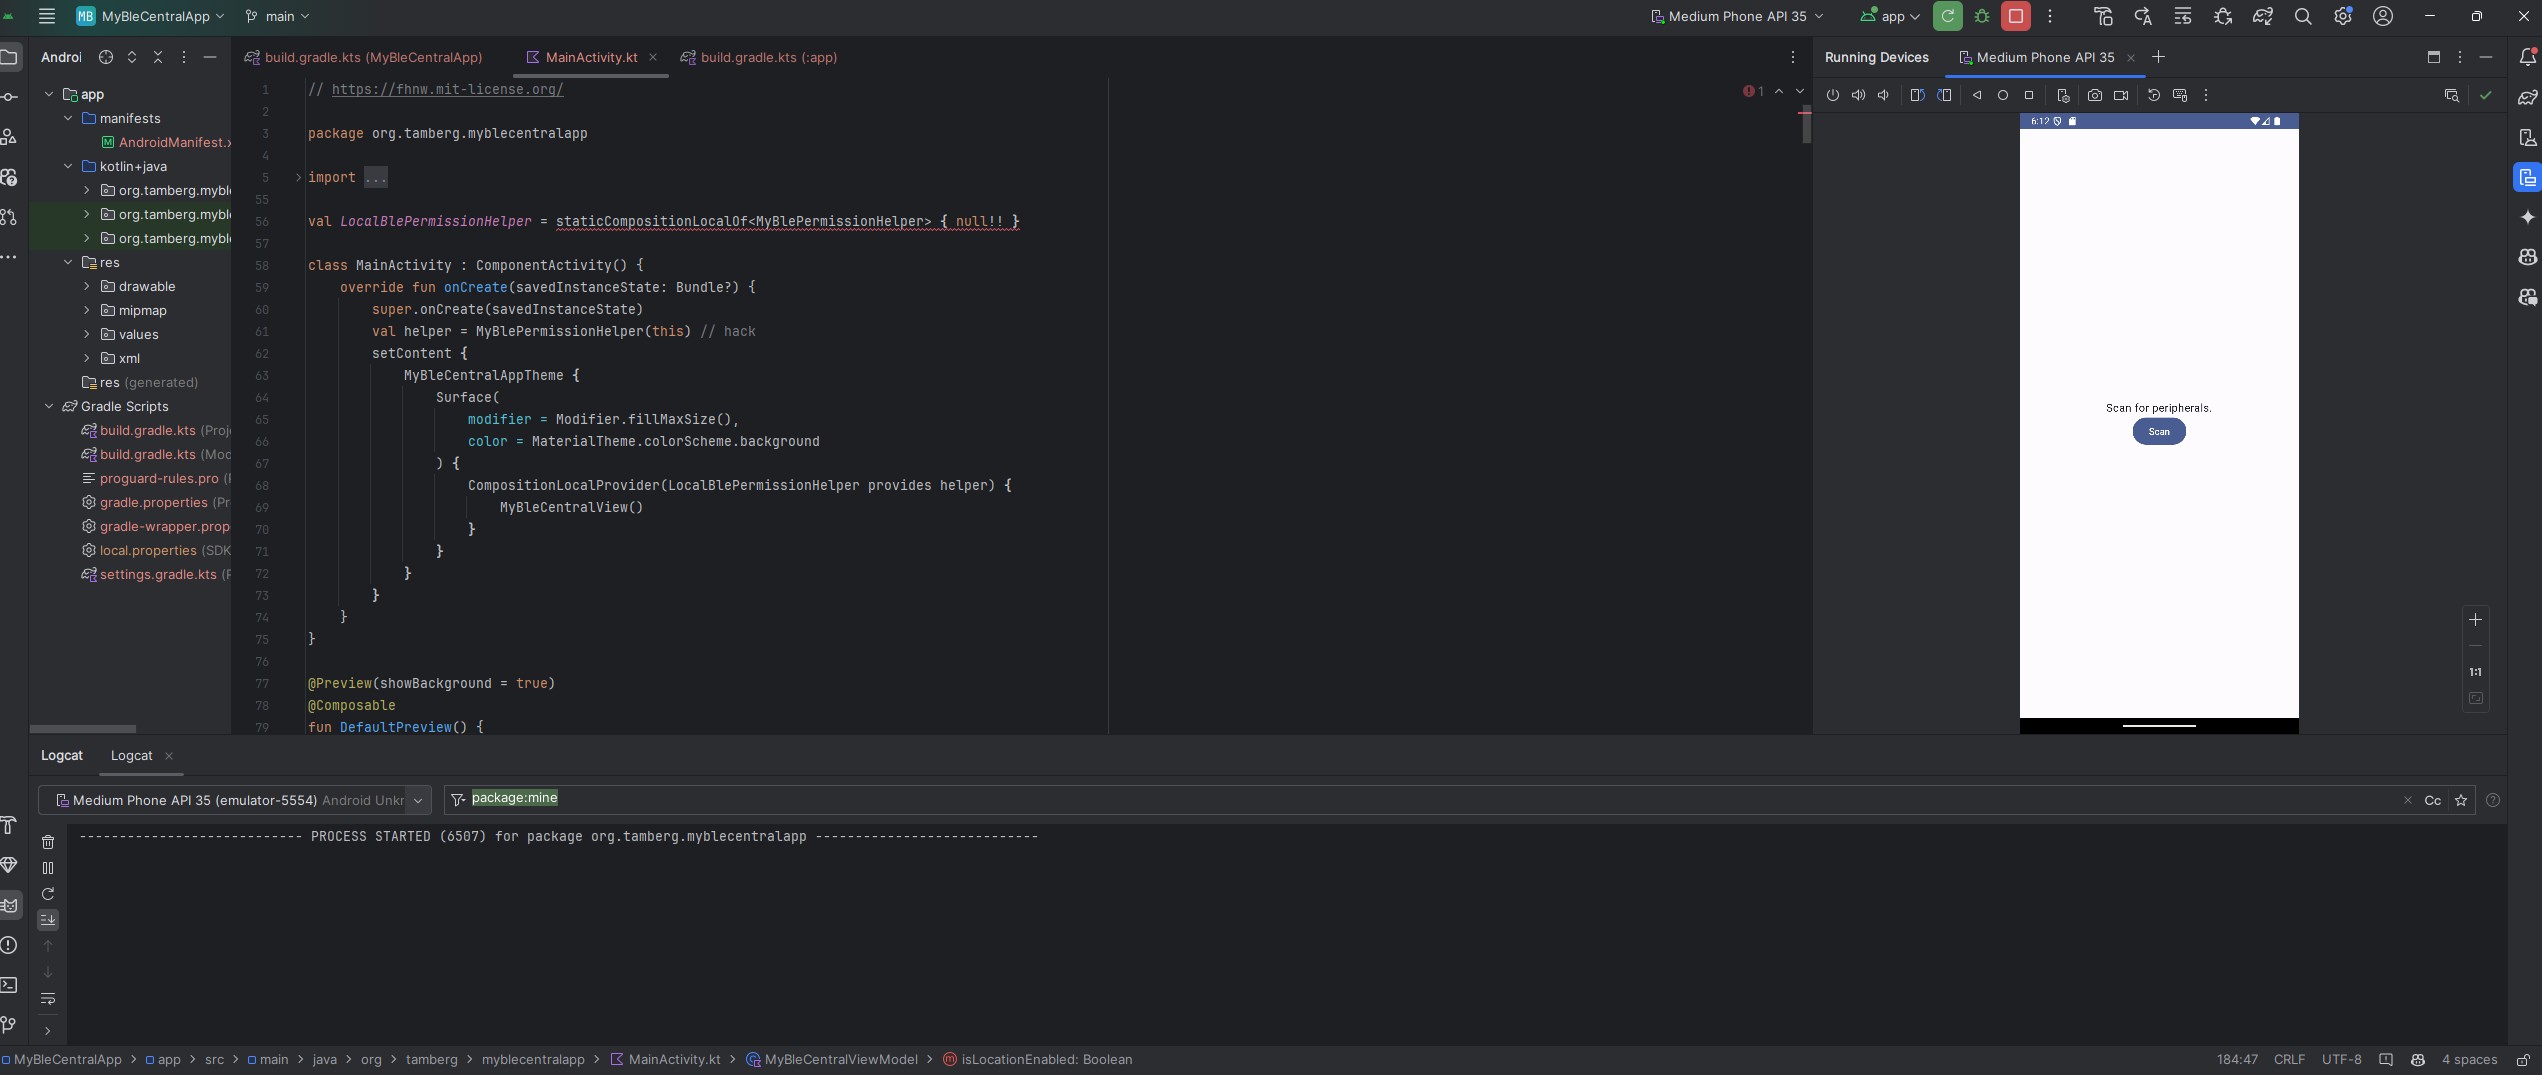 MB MyBleCentralApp main Medium Phone API 35 app
Androi build.gradle.kts (MyBleCentralApp) MainActivity.kt build.gradle.kts (:app) Running Devices Medium Phone API 35
app
manifests
AndroidManifest.x
kotlin+java
org.tamberg.mybl
org.tamberg.mybl
org.tamberg.mybl
res
drawable
mipmap
values
xml
res (generated)
Gradle Scripts
build.gradle.kts (Proj
build.gradle.kts (Mod
proguard-rules.pro (
gradle.properties (Pr
gradle-wrapper.prop
local.properties (SDK
settings.gradle.kts (
1 // https://fhnw.mit-license.org/
2
3 package org.tamberg.myblecentralapp
4
5 import ...
55
56 val LocalBlePermissionHelper = staticCompositionLocalOf<MyBlePermissionHelper> { null!! }
57
58 class MainActivity : ComponentActivity() {
59 override fun onCreate(savedInstanceState: Bundle?) {
60 super.onCreate(savedInstanceState)
61 val helper = MyBlePermissionHelper(this) // hack
62 setContent {
63 MyBleCentralAppTheme {
64 Surface(
65 modifier = Modifier.fillMaxSize(),
66 color = MaterialTheme.colorScheme.background
67 ) {
68 CompositionLocalProvider(LocalBlePermissionHelper provides helper) {
69 MyBleCentralView()
70 }
71 }
72 }
73 }
74 }
75 }
76
77 @Preview(showBackground = true)
78 @Composable
79 fun DefaultPreview() {
1
6:12
Scan for peripherals.
Scan
1:1
Logcat Logcat
Medium Phone API 35 (emulator-5554) Android Unkr package:mine Cc
---------------------------- PROCESS STARTED (6507) for package org.tamberg.myblecentralapp ----------------------------
MyBleCentralApp > app > src > main > java > org > tamberg > myblecentralapp > MainActivity.kt > MyBleCentralViewModel > isLocationEnabled: Boolean 184:47 CRLF UTF-8 4 spaces